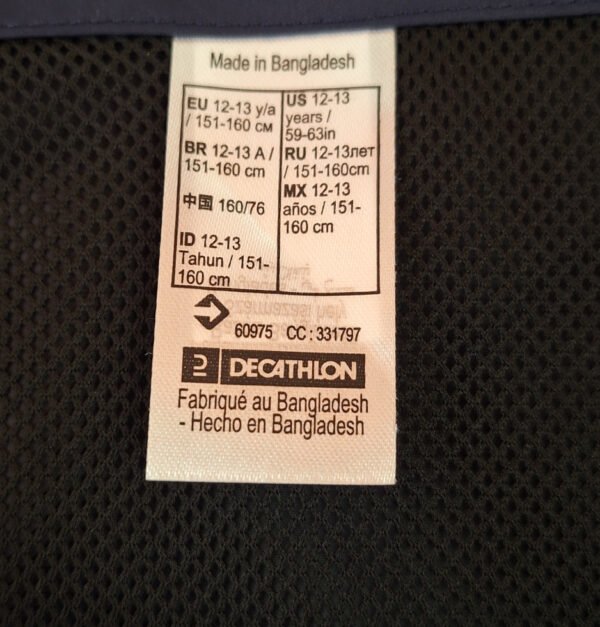 Made in Bangladesh
EU 12-13 y/a
/ 151-160 см
BR 12-13 A /
151-160 cm
中国 160/76
ID 12-13
Tahun / 151-
160 cm
US 12-13
years /
59-63in
RU 12-13лет
/ 151-160cm
MX 12-13
años / 151-
160 cm
60975 CC : 331797
DECATHLON
Fabriqué au Bangladesh
- Hecho en Bangladesh